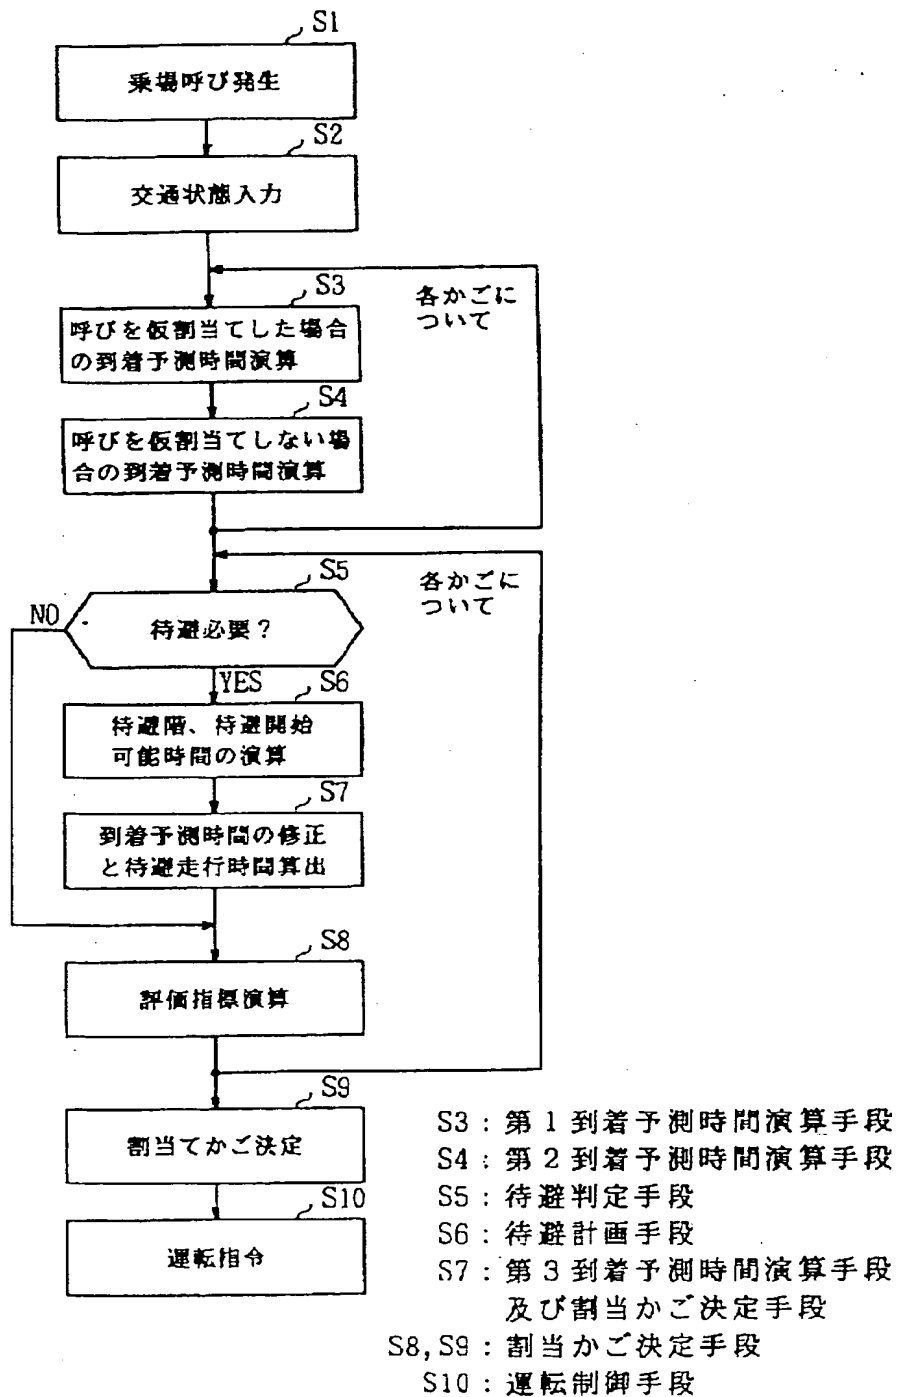 S1
乗場呼び発生
S2
交通状態入力
各かごに
ついて
S3
呼びを仮割当てした場合
の到着予測時間演算
S4
呼びを仮割当てしない場
合の到着予測時間演算
各かごに
ついて
S5
NO
待避必要？
YES
S6
待避階、待避開始
可能時間の演算
S7
到着予測時間の修正
と待避走行時間算出
S8
評価指標演算
S9
割当てかご決定
S10
運転指令
S3：第1到着予測時間演算手段
S4：第2到着予測時間演算手段
S5：待避判定手段
S6：待避計画手段
S7：第3到着予測時間演算手段
及び割当かご決定手段
S8,S9：割当かご決定手段
S10：運転制御手段